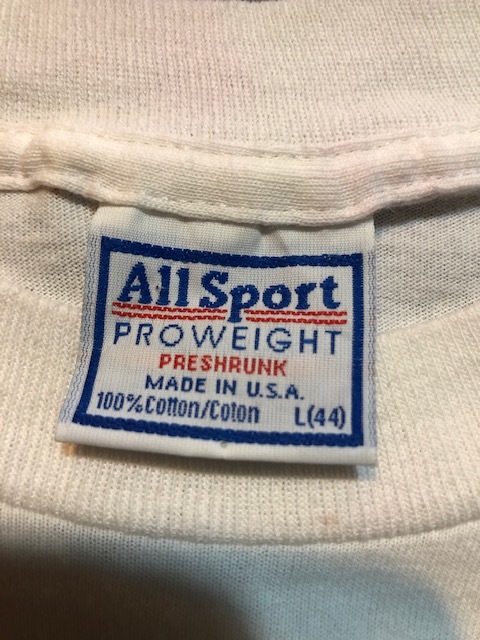 All Sport
PROWEIGHT
PRESHRUNK
MADE IN U.S.A.
100% Cotton/Coton L(44)